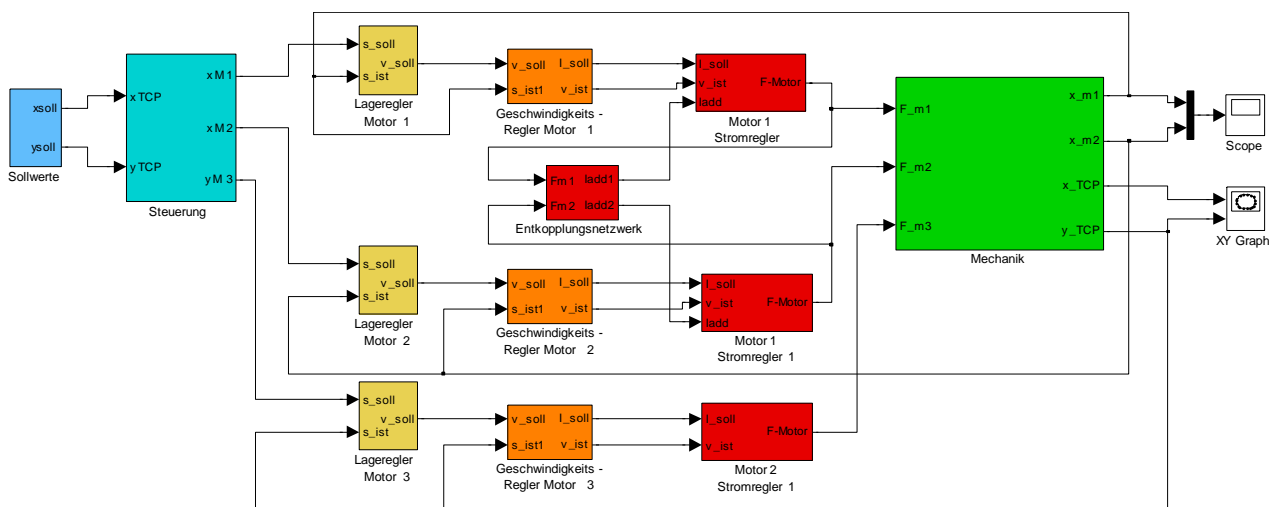 xsoll
ysoll
Sollwerte
x TCP
y TCP
x M 1
x M 2
y M 3
Steuerung
s_soll
s_ist
v_soll
Lageregler
Motor 1
v_soll
s_ist1
I_soll
v_ist
Geschwindigkeits -
Regler Motor 1
I_soll
v_ist
Iadd
F-Motor
Motor 1
Stromregler
Fm1
Fm2
Iadd1
Iadd2
Entkopplungsnetzwerk
s_soll
s_ist
v_soll
Lageregler
Motor 2
v_soll
s_ist1
I_soll
v_ist
Geschwindigkeits -
Regler Motor 2
I_soll
v_ist
Iadd
F-Motor
Motor 1
Stromregler 1
s_soll
s_ist
v_soll
Lageregler
Motor 3
v_soll
s_ist1
I_soll
v_ist
Geschwindigkeits -
Regler Motor 3
I_soll
v_ist
F-Motor
Motor 2
Stromregler 1
F_m1
F_m2
F_m3
x_m1
x_m2
x_TCP
y_TCP
Mechanik
Scope
XY Graph